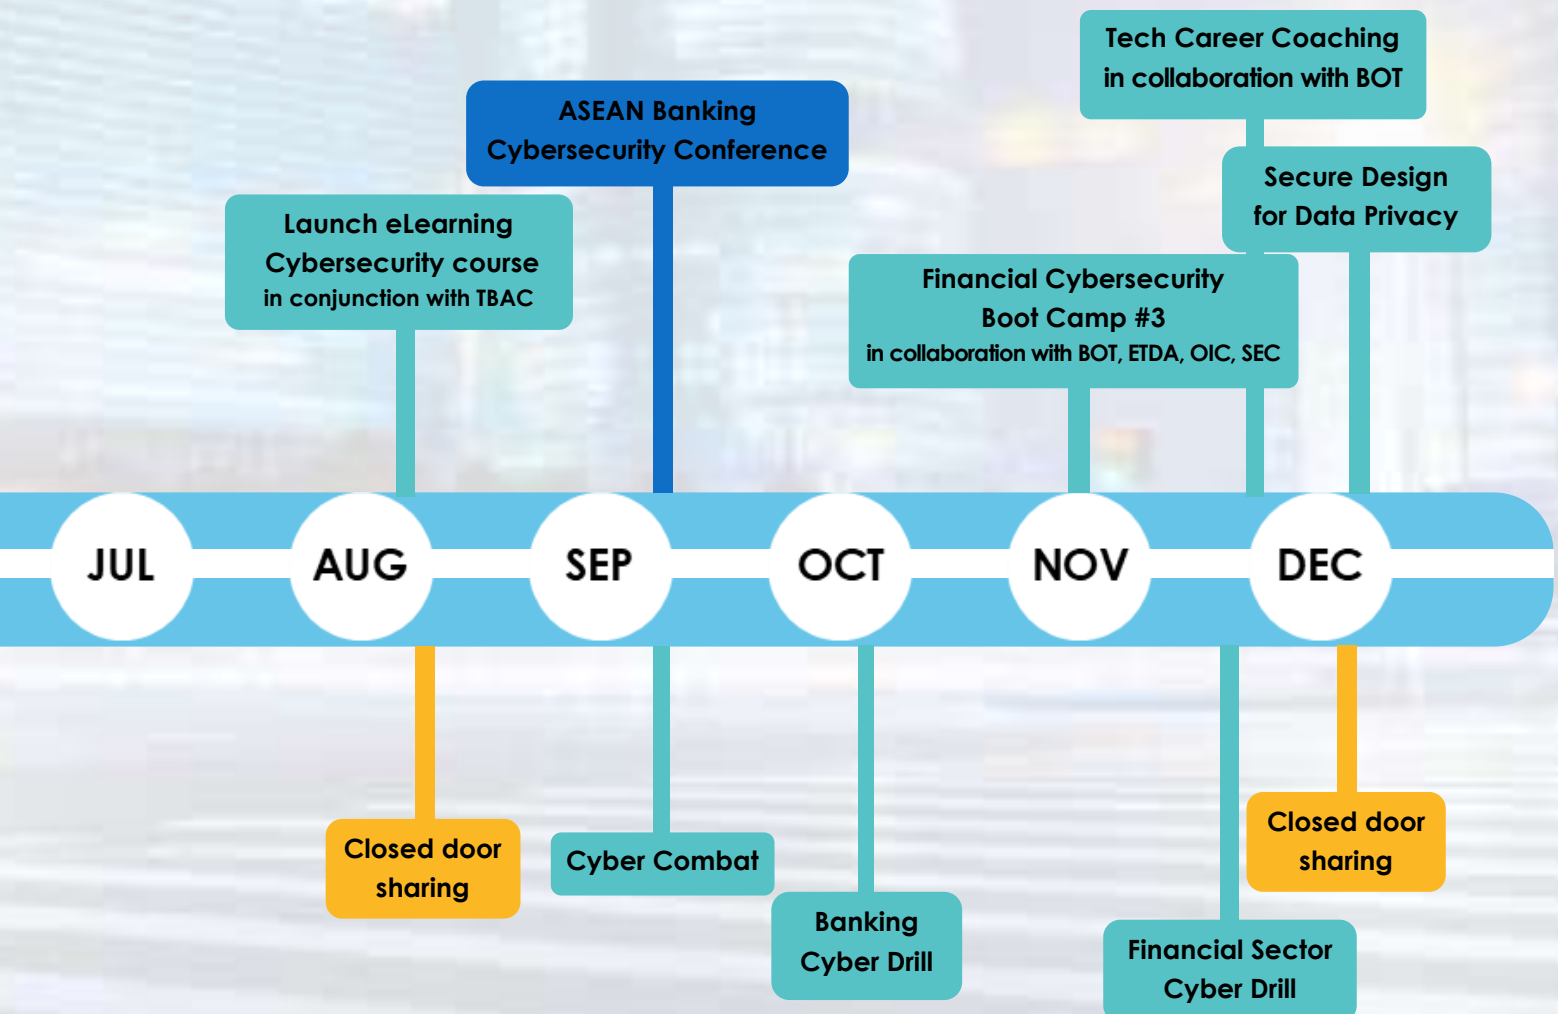 Tech Career Coaching
in collaboration with BOT
ASEAN Banking
Cybersecurity Conference
Secure Design
for Data Privacy
Launch eLearning
Cybersecurity course
in conjunction with TBAC
Financial Cybersecurity
Boot Camp #3
in collaboration with BOT, ETDA, OIC, SEC
JUL
AUG
SEP
OCT
NOV
DEC
Closed door
sharing
Cyber Combat
Banking
Cyber Drill
Closed door
sharing
Financial Sector
Cyber Drill